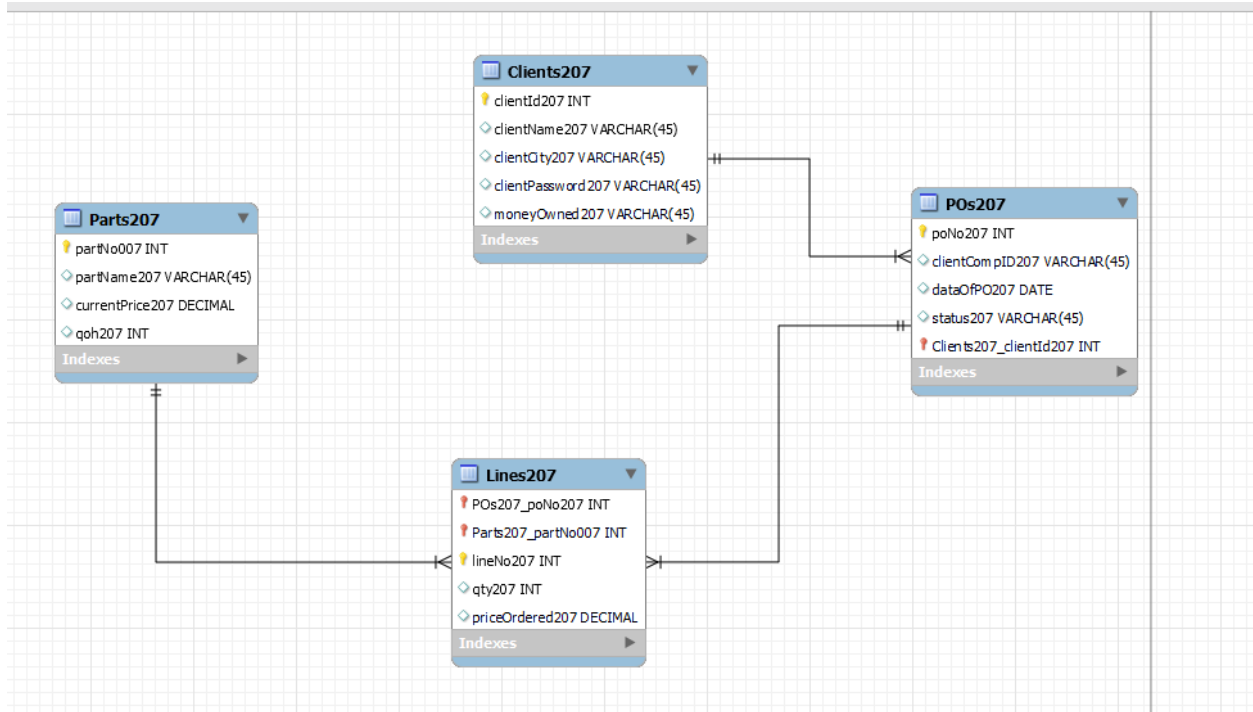 Clients207
clientId207 INT
clientName207 VARCHAR(45)
clientCity207 VARCHAR(45)
clientPassword207 VARCHAR(45)
moneyOwned207 VARCHAR(45)
Indexes
Parts207
partNo007 INT
partName207 VARCHAR(45)
currentPrice207 DECIMAL
qoh207 INT
Indexes
POs207
poNo207 INT
clientCompID207 VARCHAR(45)
dataOfPO207 DATE
status207 VARCHAR(45)
Clients207_clientId207 INT
Indexes
Lines207
POs207_poNo207 INT
Parts207_partNo007 INT
lineNo207 INT
qty207 INT
priceOrdered207 DECIMAL
Indexes